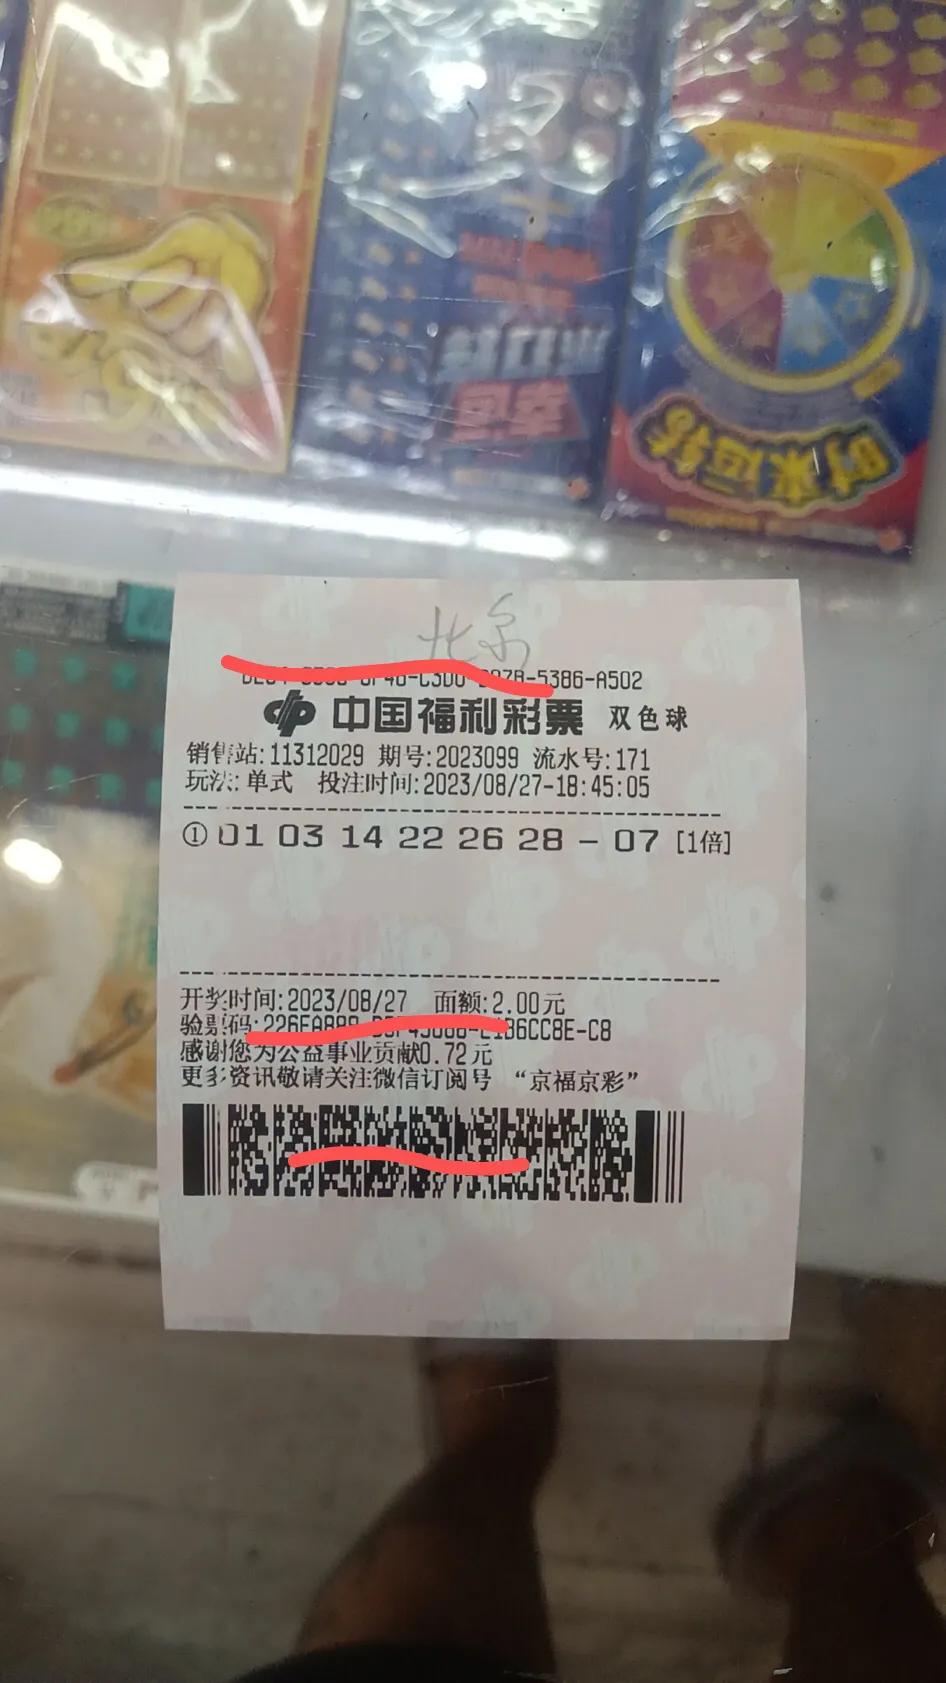 时来运转
北京
5386-A502
中国福利彩票 双色球
销售站:11312029 期号:2023099 流水号:171
玩法:单式 投注时间:2023/08/27-18:45:05
① 01 03 14 22 26 28 - 07 [1倍]
开奖时间:2023/08/27 面额:2.00元
验票码: B6CC8E-C8
感谢您为公益事业贡献0.72元
更多资讯敬请关注微信订阅号 “京福京彩”